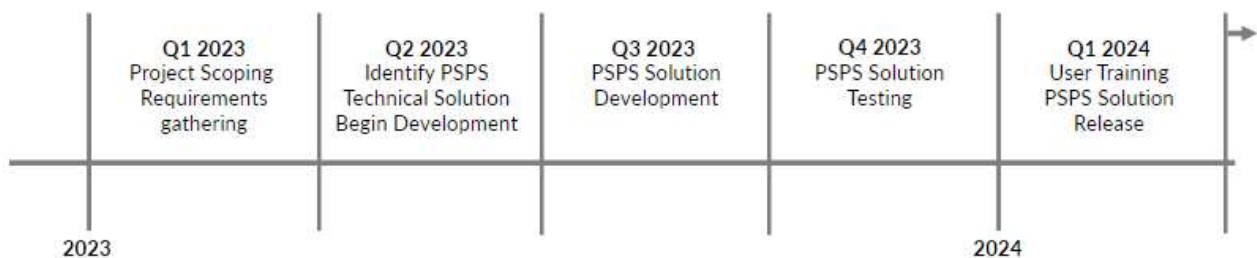 Q1 2023
Project Scoping
Requirements
gathering
Q2 2023
Identify PSPS
Technical Solution
Begin Development
Q3 2023
PSPS Solution
Development
Q4 2023
PSPS Solution
Testing
Q1 2024
User Training
PSPS Solution
Release
2023
2024